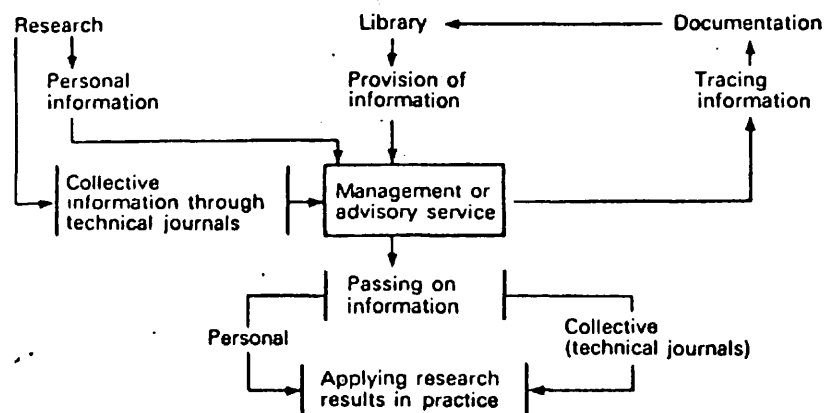 Research
Library
Documentation
Personal
information
Provision of
information
Tracing
information
Collective
information through
technical journals
Management or
advisory service
Passing on
information
Personal
Collective
(technical journals)
Applying research
results in practice